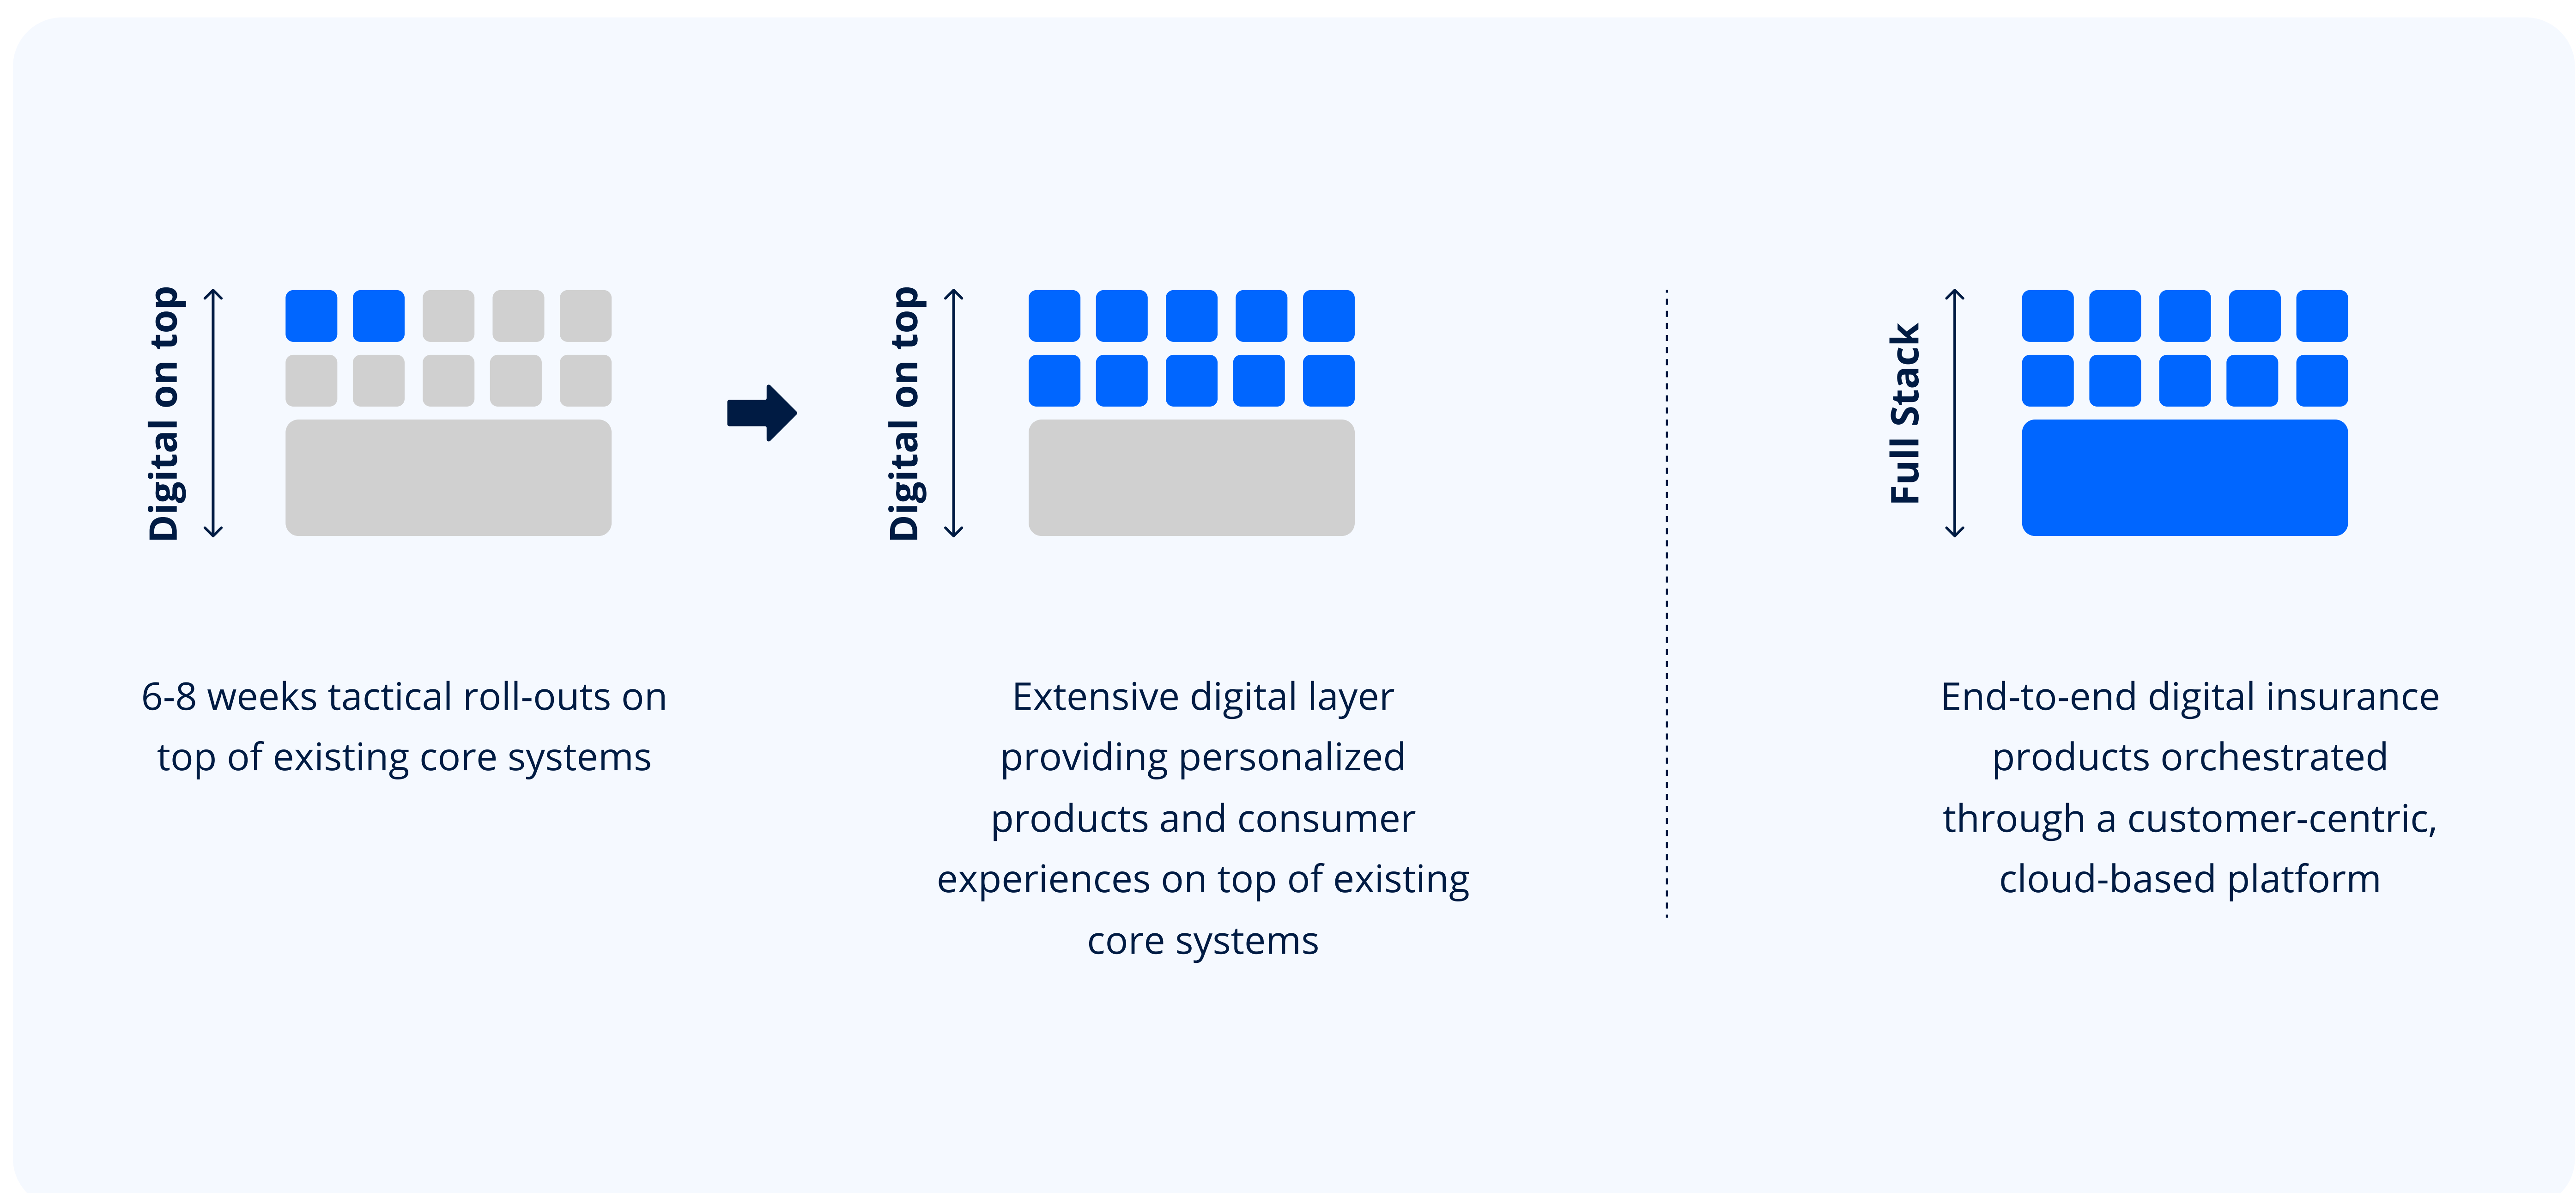 Digital on top
6-8 weeks tactical roll-outs on
top of existing core systems
Digital on top
Extensive digital layer
providing personalized
products and consumer
experiences on top of existing
core systems
Full Stack
End-to-end digital insurance
products orchestrated
through a customer-centric,
cloud-based platform